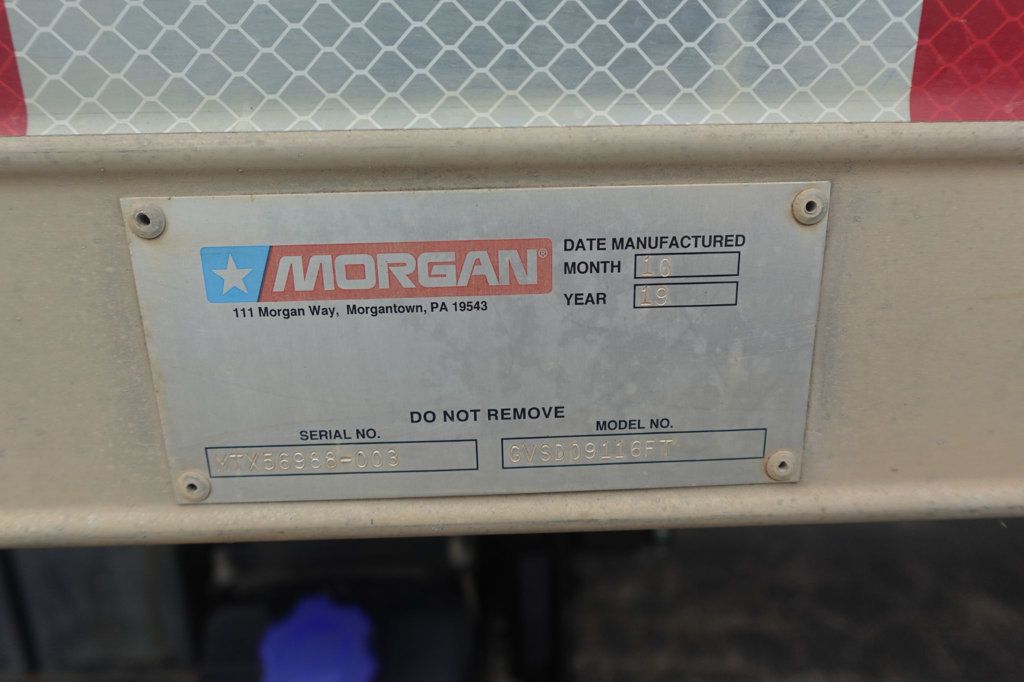 MORGAN®
111 Morgan Way, Morgantown, PA 19543
DATE MANUFACTURED
MONTH 10
YEAR 19
DO NOT REMOVE
SERIAL NO.
MTX56988-003
MODEL NO.
GVSD09116FT